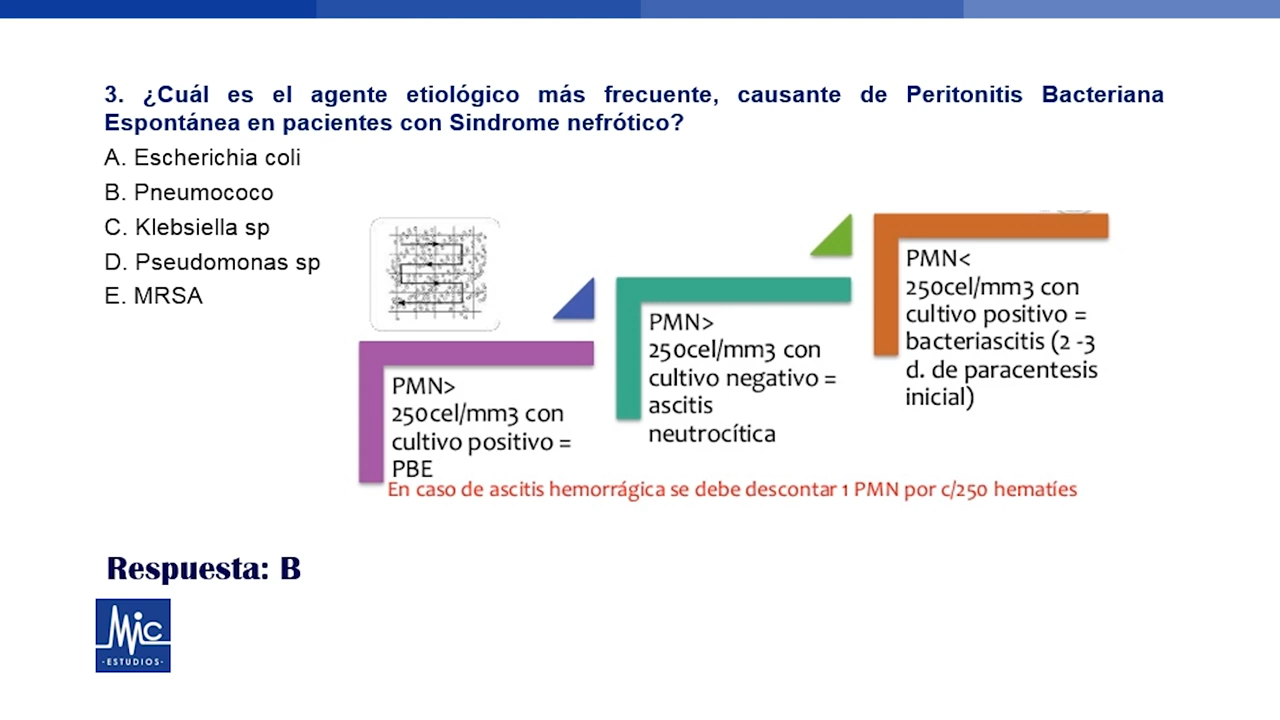 3. ¿Cuál es el agente etiológico más frecuente, causante de Peritonitis Bacteriana
Espontánea en pacientes con Sindrome nefrótico?
A. Escherichia coli
B. Pneumococo
C. Klebsiella sp
D. Pseudomonas sp
E. MRSA
PMN>
250cel/mm3 con
cultivo positivo =
PBE
PMN>
250cel/mm3 con
cultivo negativo =
ascitis
neutrocítica
PMN<
250cel/mm3 con
cultivo positivo =
bacteriascitis (2 -3
d. de paracentesis
inicial)
En caso de ascitis hemorrágica se debe descontar 1 PMN por c/250 hematíes
Respuesta: B
Mic
·ESTUDIOS·